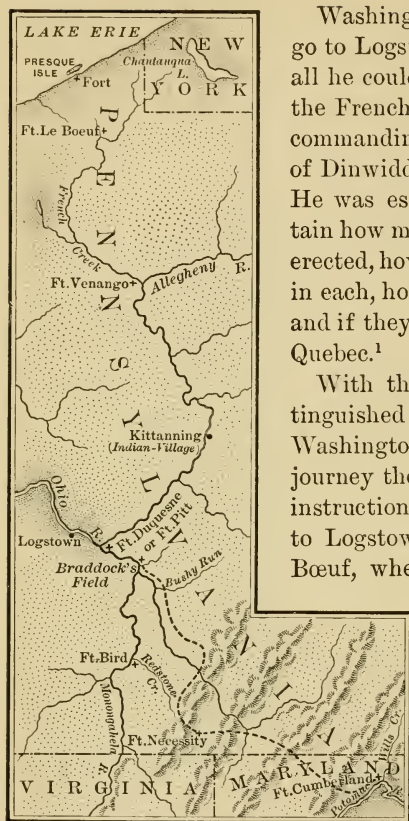 LAKE ERIE
PRESQUE
ISLE
Fort
NEW
YORK
Chautauqua
L.
Ft. Le Boeuf
PENNSYLVANIA
French
Creek
Ft. Venango
Allegheny R.
Kittanning
(Indian-Village)
Ohio
R.
Logstown
Ft. Duquesne
or Ft. Pitt
Braddock's
Field
Bushy Run
Ft. Bird
Redstone
Cr.
Monongahela
R.
Ft. Necessity
VIRGINIA
MARYLAND
Ft. Cumberland
Wills Cr.
Potomac
R.
Washing
go to Logs
all he coul
the French
commandin
of Dinwidd
He was es
tain how m
erected, how
in each, ho
and if they
Quebec.¹
With th
tinguished
Washingto
journey the
instruction
to Logstow
Bœuf, whe